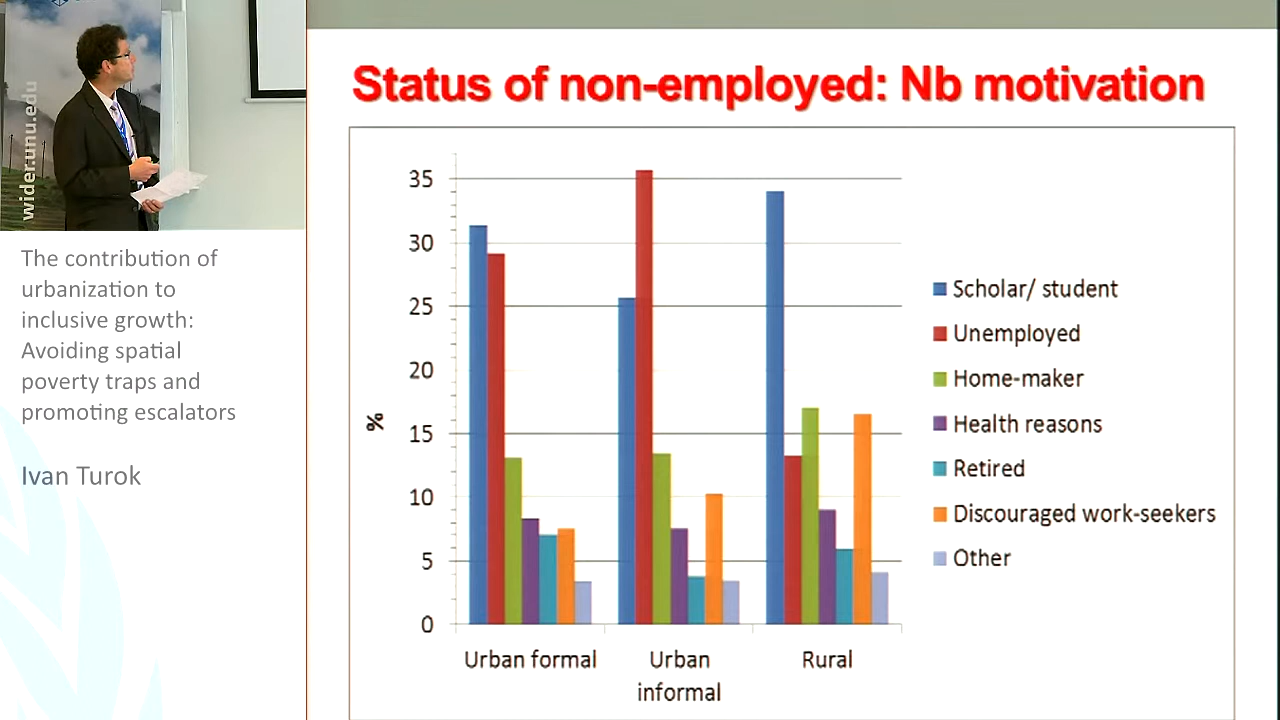 wider.unu.edu
The contribution of
urbanization to
inclusive growth:
Avoiding spatial
poverty traps and
promoting escalators
Ivan Turok
Status of non-employed: Nb motivation
%
35
30
25
20
15
10
5
0
Urban formal
Urban
informal
Rural
Scholar/ student
Unemployed
Home-maker
Health reasons
Retired
Discouraged work-seekers
Other